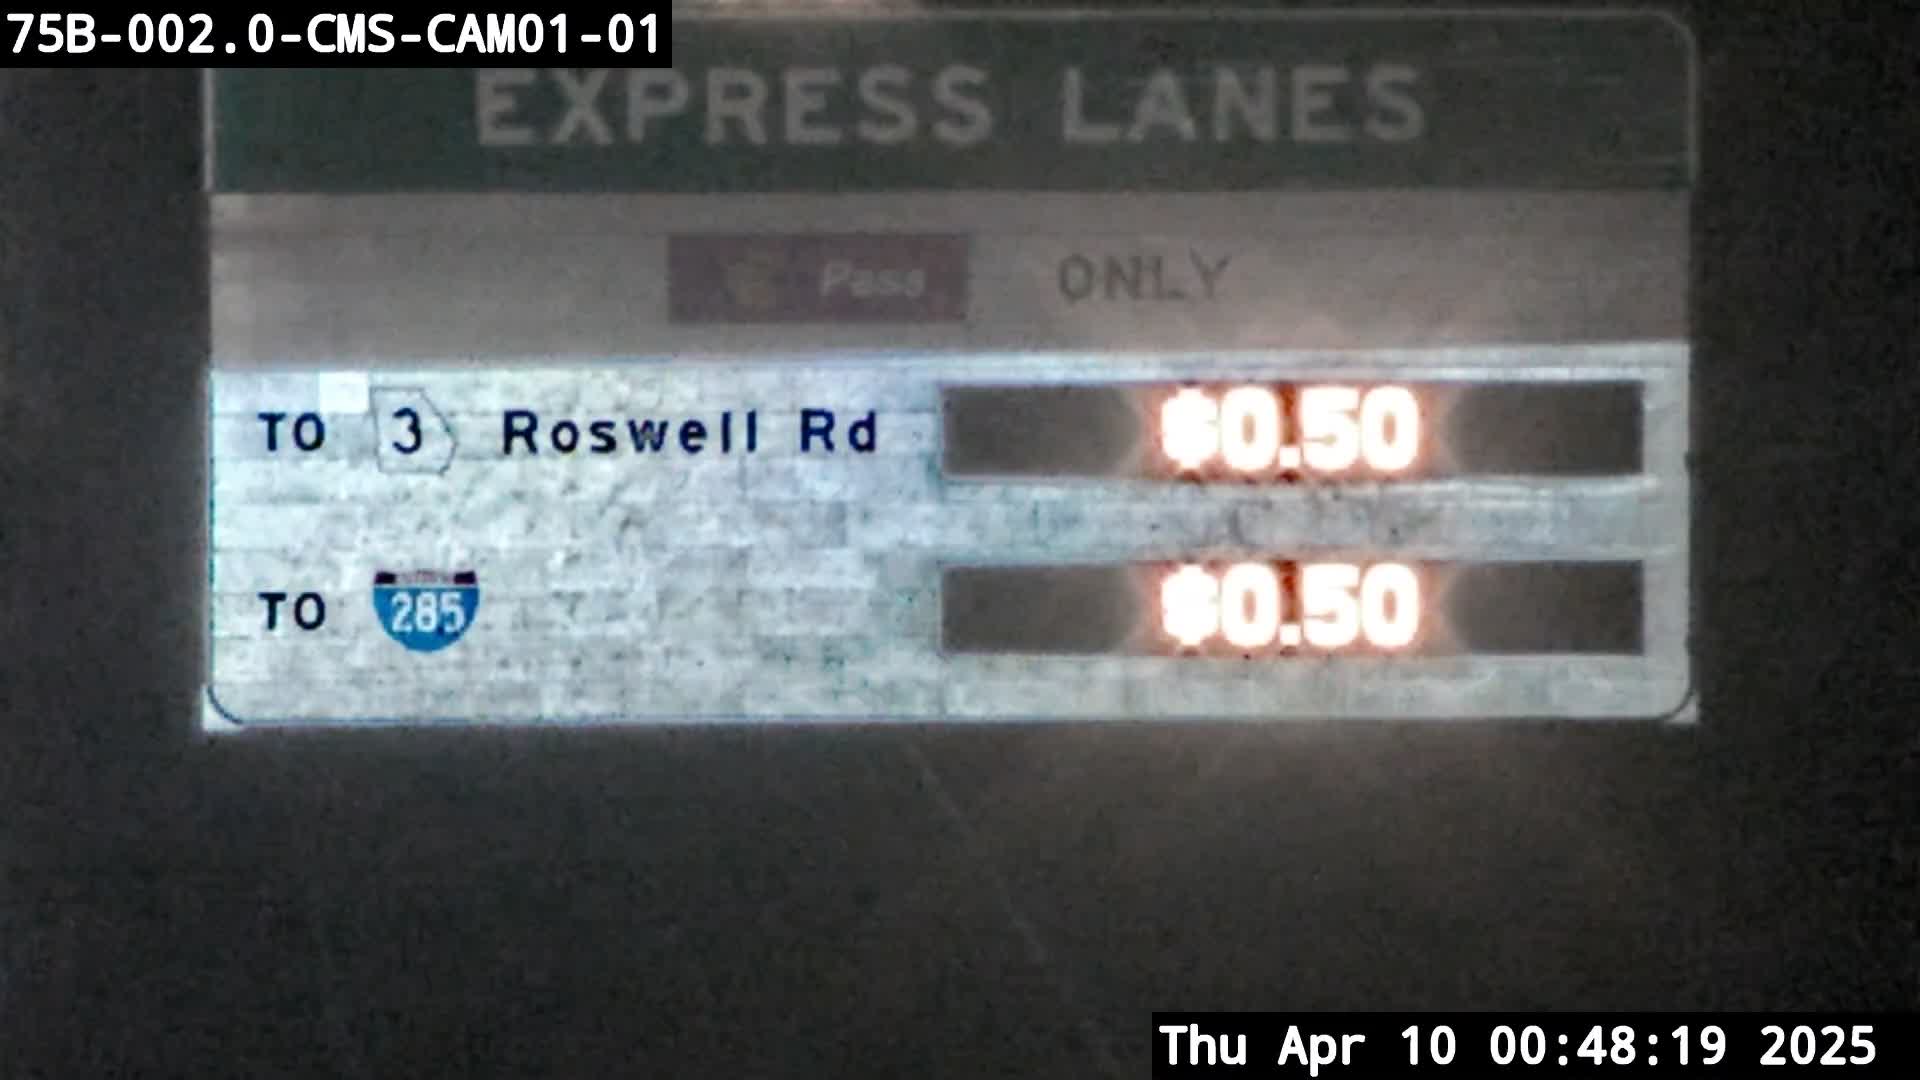 75B-002.0-CMS-CAM01-01
EXPRESS LANES
Pass ONLY
TO 3 Roswell Rd $0.50
TO 285 $0.50
Thu Apr 10 00:48:19 2025